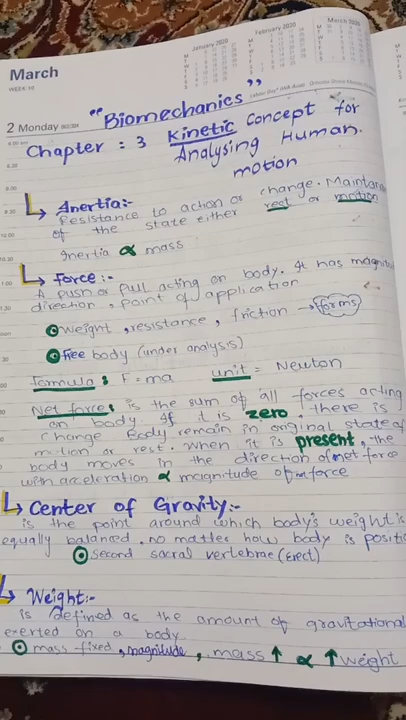 January 2020
February 2020
March 2020
March
WEEK 10
2 Monday
"Biomechanics"
Chapter : 3 Kinetic Concept for
Analysing Human
motion
Inertia:-
Resistance to action or change. Maintan
of the state either rest or motion
Inertia ∝ mass
Force:-
A push or pull acting on body. It has magnit
direction, point of application
Weight, resistance, friction → forms
Free body (under analysis)
Formula: F = ma unit = Newton
Net force: is the sum of all forces acting
on body if it is zero, there is
change Body remain in original state of
motion or rest. When it is present, the
body moves in the direction of net force
with acceleration ∝ magnitude of force
Center of Gravity:-
is the point around which body's weight is
equally balanced, no matter how body is positi
second sacral vertebrae (Erect)
Weight:-
is defined as the amount of gravitational
exerted on a body
mass fixed, magnitude, mass ↑ ∝ ↑ weight